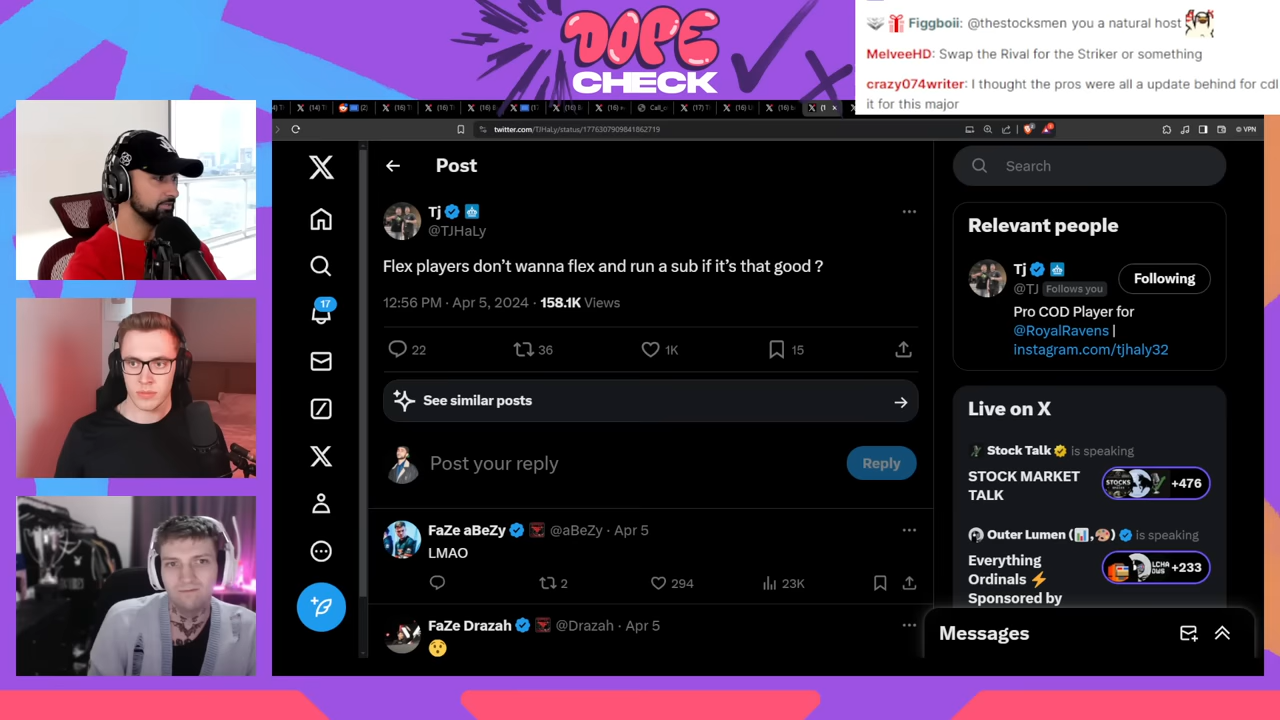 DOPE
CHECK
Figgboii: @thestocksmen you a natural host
MelveeHD: Swap the Rival for the Striker or something
crazy074writer: I thought the pros were all a update behind for cdl
it for this major
twitter.com/TJHaLy/status/1776307909841862719
VPN
Post
Search
Tj
@TJHaLy
Flex players don’t wanna flex and run a sub if it’s that good ?
12:56 PM · Apr 5, 2024 · 158.1K Views
22
36
1K
15
See similar posts
Post your reply
Reply
FaZe aBeZy @aBeZy · Apr 5
LMAO
2
294
23K
FaZe Drazah @Drazah · Apr 5
17
Relevant people
Tj
@TJ Follows you
Following
Pro COD Player for
@RoyalRavens |
instagram.com/tjhaly32
Live on X
Stock Talk is speaking
STOCK MARKET
TALK
STOCKS
+476
Outer Lumen is speaking
Everything
Ordinals
Sponsored by
+233
Messages